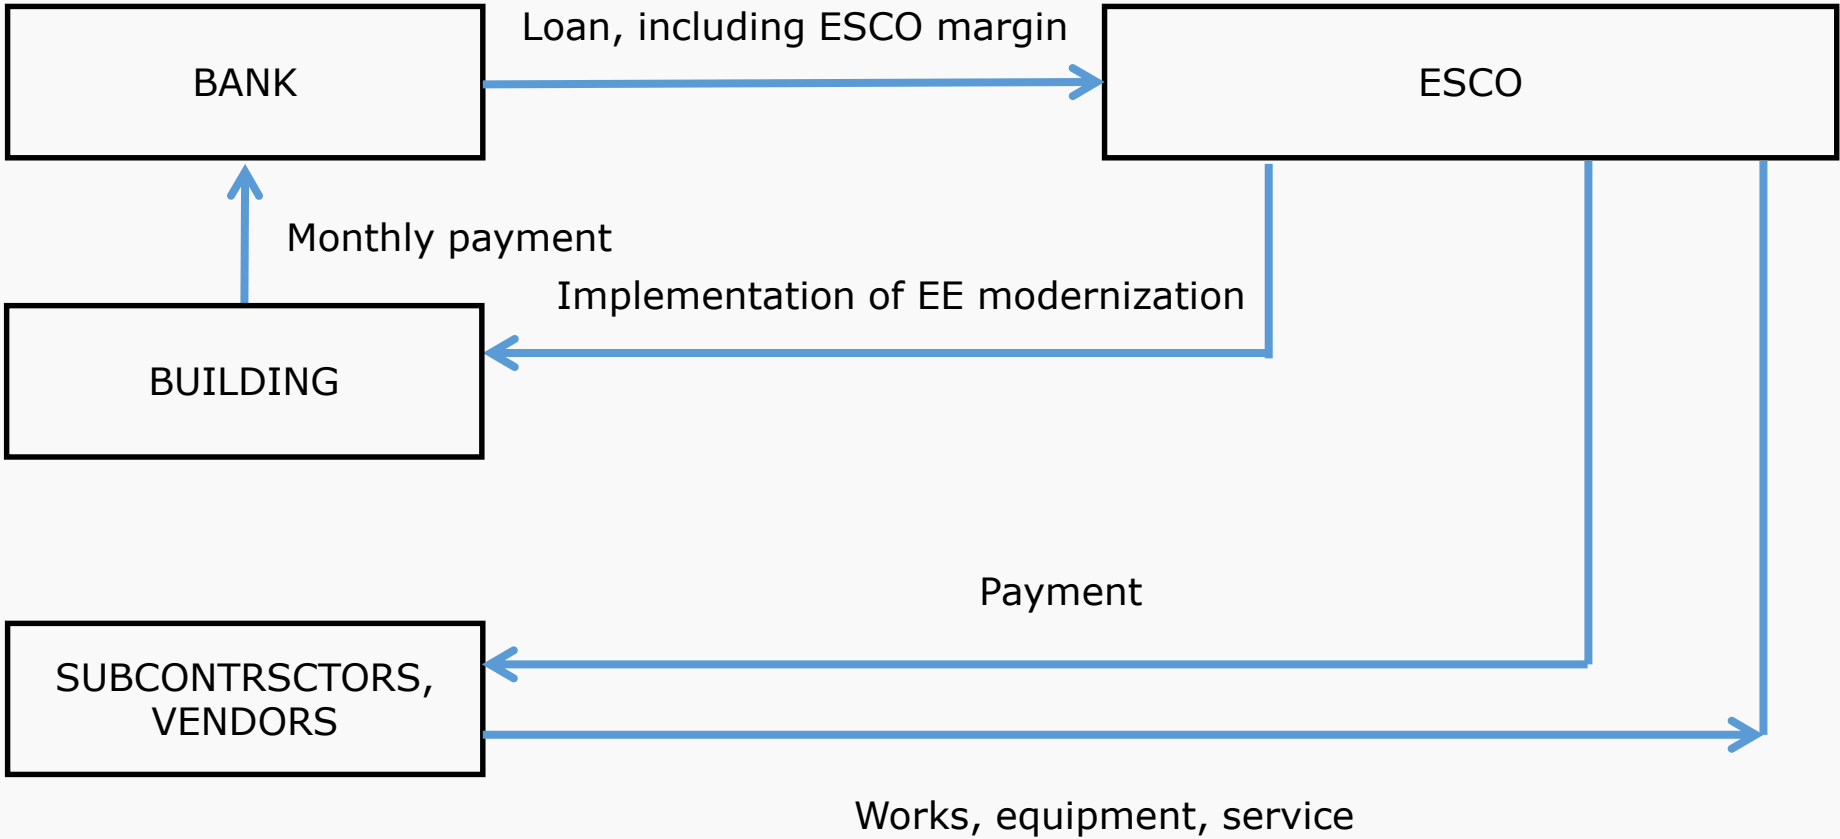 Loan, including ESCO margin
BANK
ESCO
Monthly payment
Implementation of EE modernization
BUILDING
Payment
SUBCONTRSCTORS,
VENDORS
Works, equipment, service